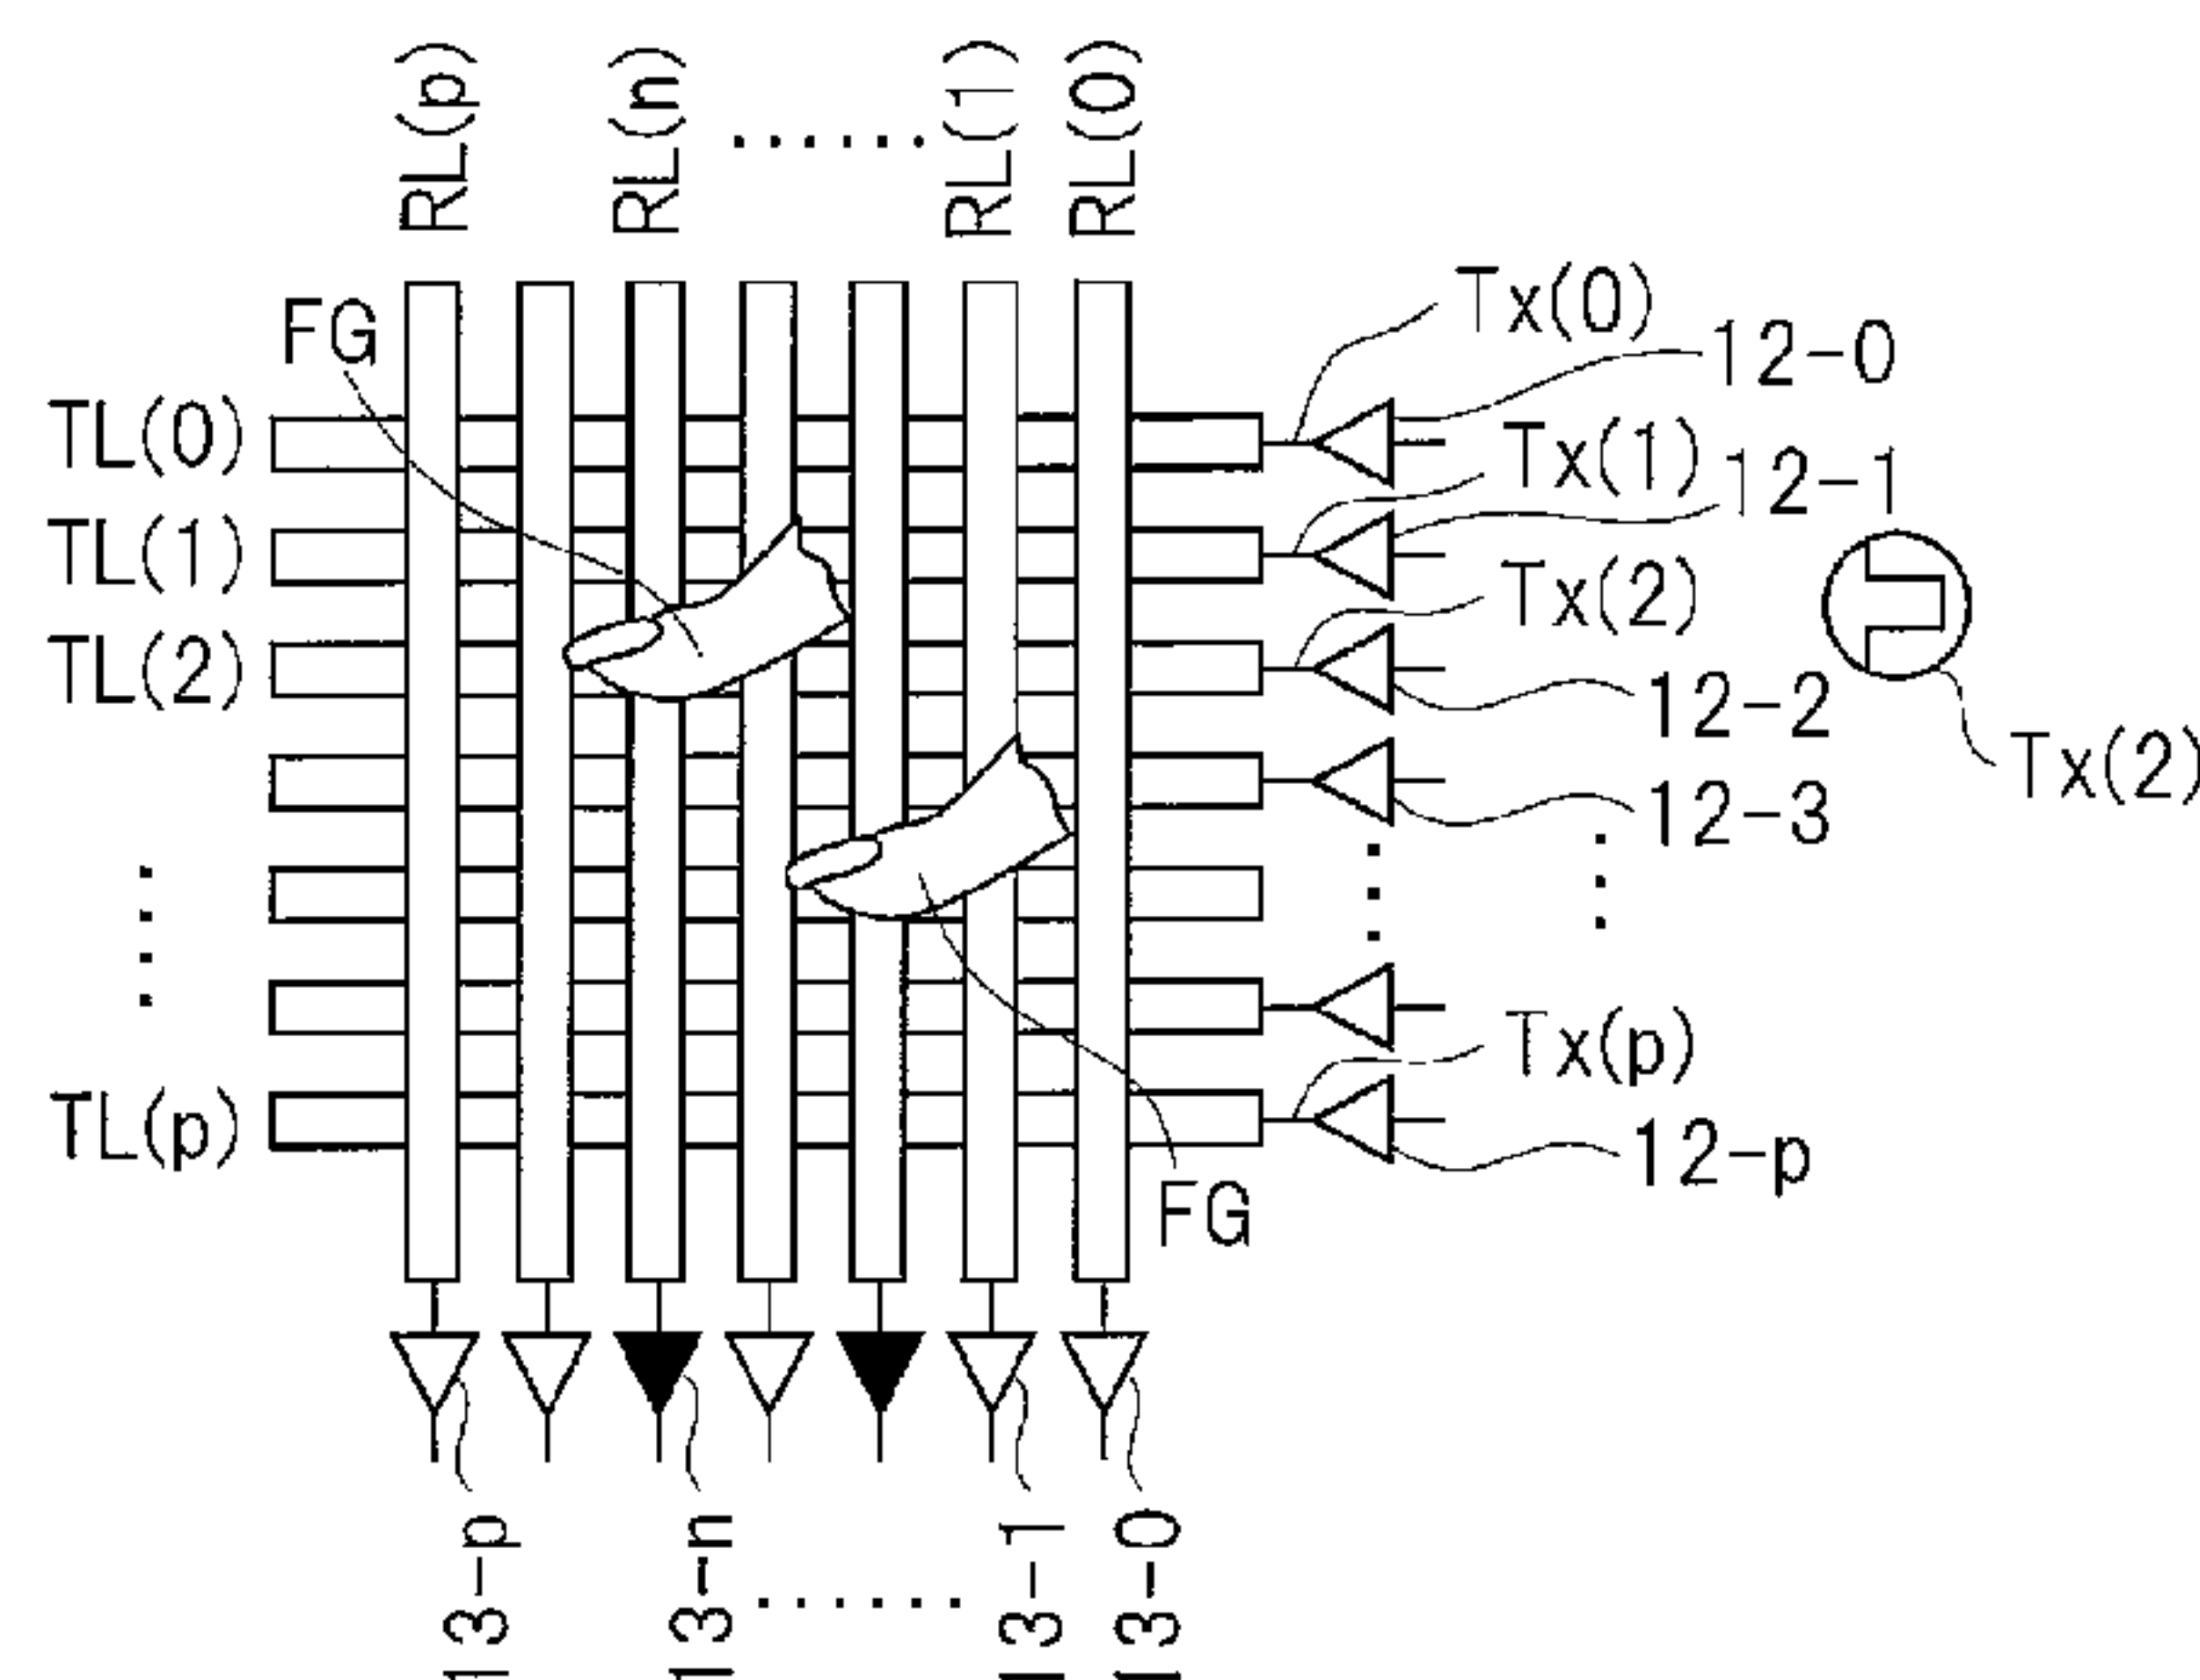 RL(p)
RL(n)
RL(1)
RL(0)
FG
Tx(0)
12-0
TL(0)
Tx(1)
12-1
TL(1)
Tx(2)
TL(2)
12-2
Tx(2)
12-3
Tx(p)
TL(p)
12-p
FG
13-p
13-n
13-1
13-0